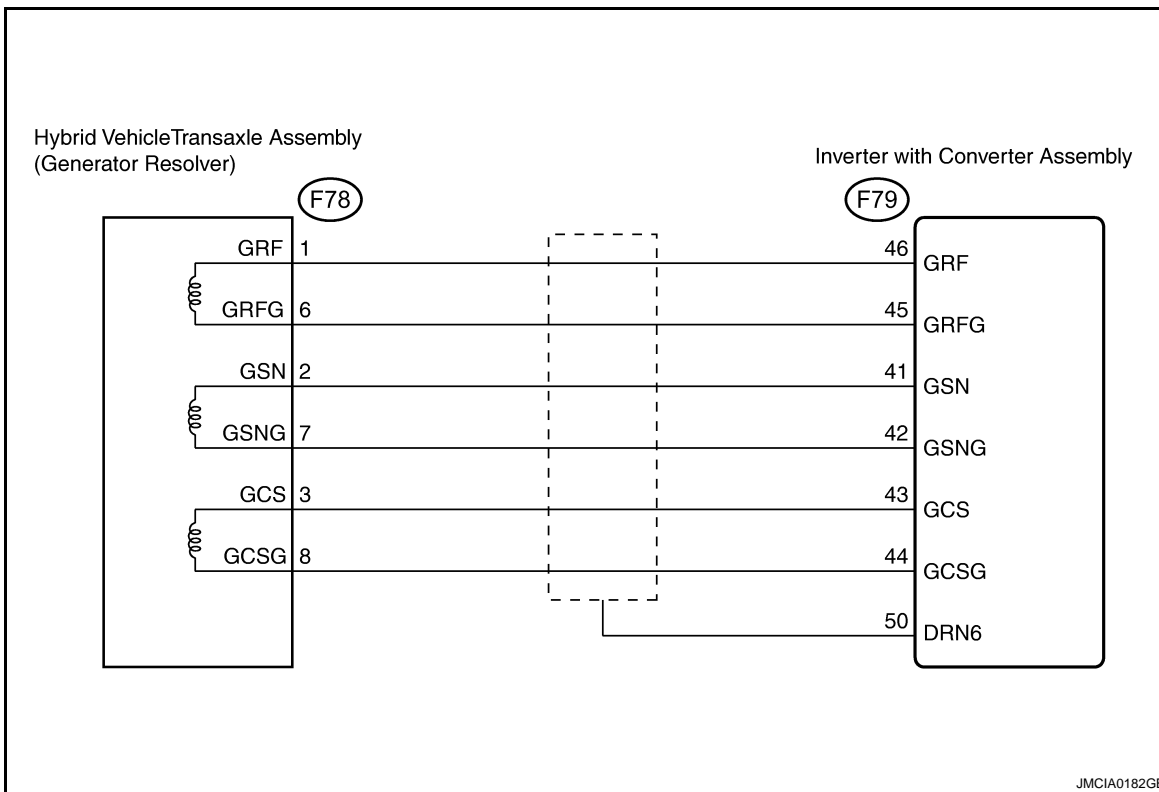 Hybrid VehicleTransaxle Assembly
(Generator Resolver)
Inverter with Converter Assembly
F78
F79
GRF 1
46 GRF
GRFG 6
45 GRFG
GSN 2
41 GSN
GSNG 7
42 GSNG
GCS 3
43 GCS
GCSG 8
44 GCSG
50 DRN6